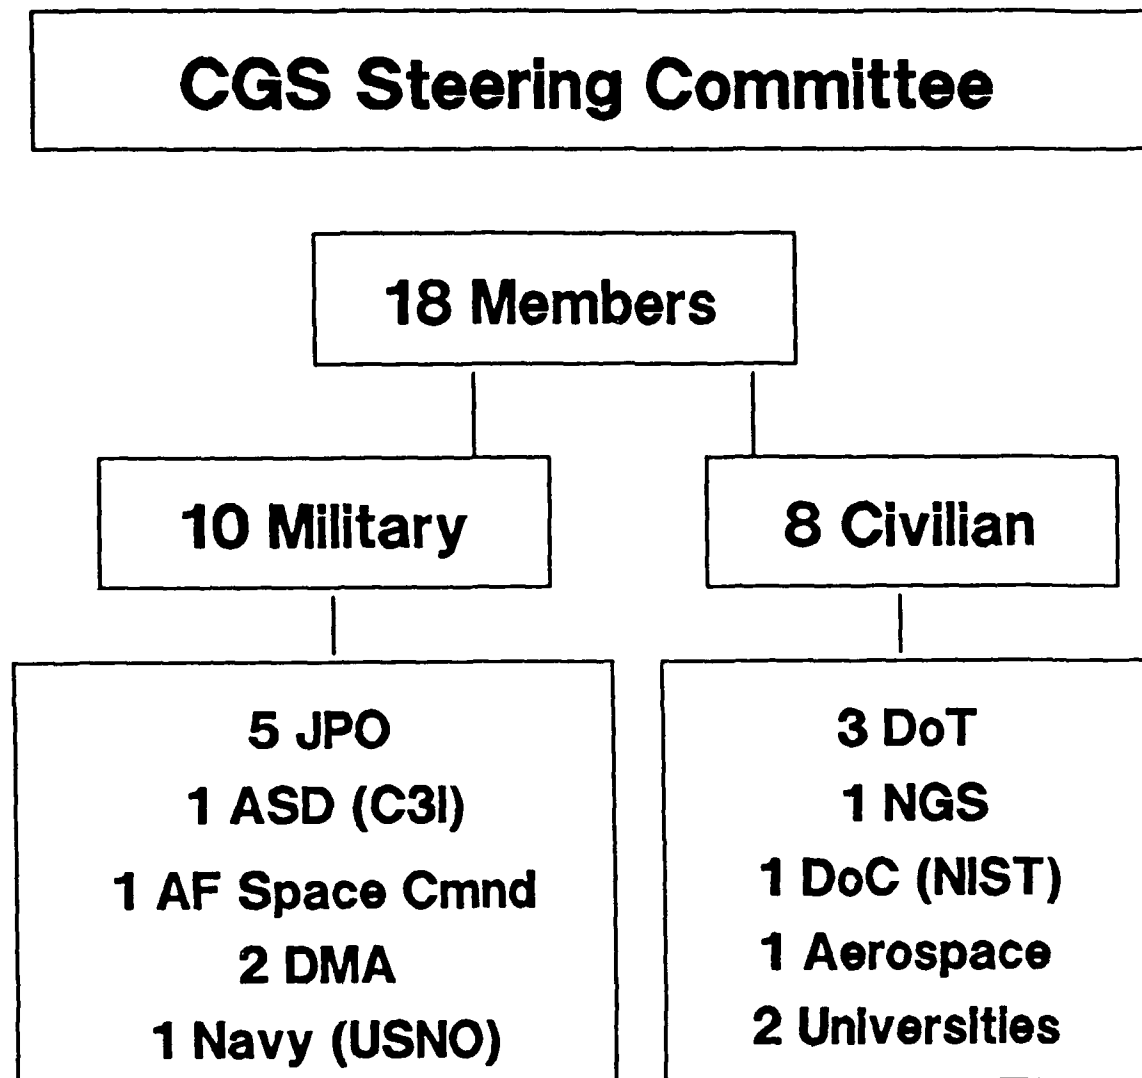 CGS Steering Committee
18 Members
10 Military
8 Civilian
5 JPO
1 ASD (C3I)
1 AF Space Cmnd
2 DMA
1 Navy (USNO)
3 DoT
1 NGS
1 DoC (NIST)
1 Aerospace
2 Universities